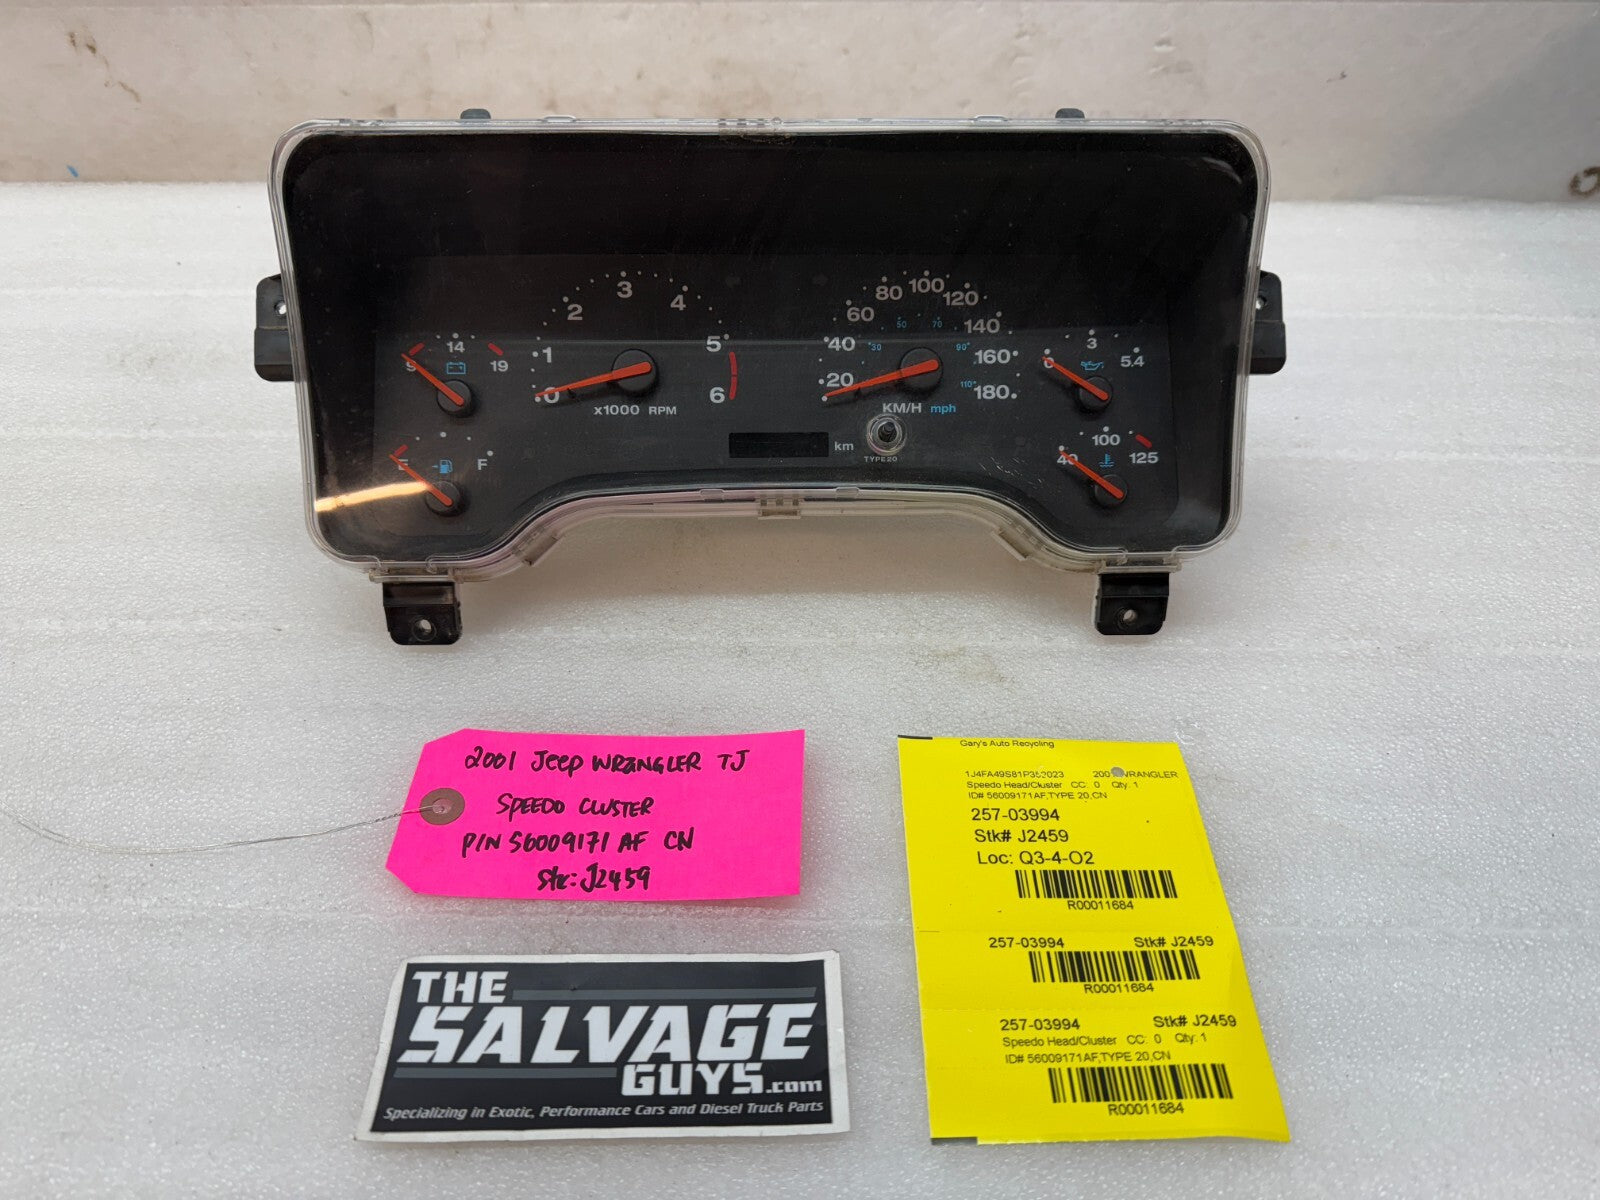 1 2 3 4 5
0 6
x1000 RPM
9 14 19
E F
20 40 60 80 100 120 140 160 180
30 50 70 90 110
KM/H mph
km
TYPE 20
0 3 5.4
40 100 125
2001 Jeep WRANGLER TJ
SPEEDO CLUSTER
P/N 56009171 AF CN
Stk: J2459
THE
SALVAGE
GUYS.com
Specializing in Exotic, Performance Cars and Diesel Truck Parts
Gary's Auto Recycling
WRANGLER
Speedo Head/Cluster CC: 0 Qty: 1
ID# 56009171AF,TYPE 20,CN
257-03994
Stk# J2459
Loc: Q3-4-O2
R00011684
257-03994 Stk# J2459
R00011684
257-03994 Stk# J2459
Speedo Head/Cluster CC: 0 Qty: 1
ID# 56009171AF,TYPE 20,CN
R00011684